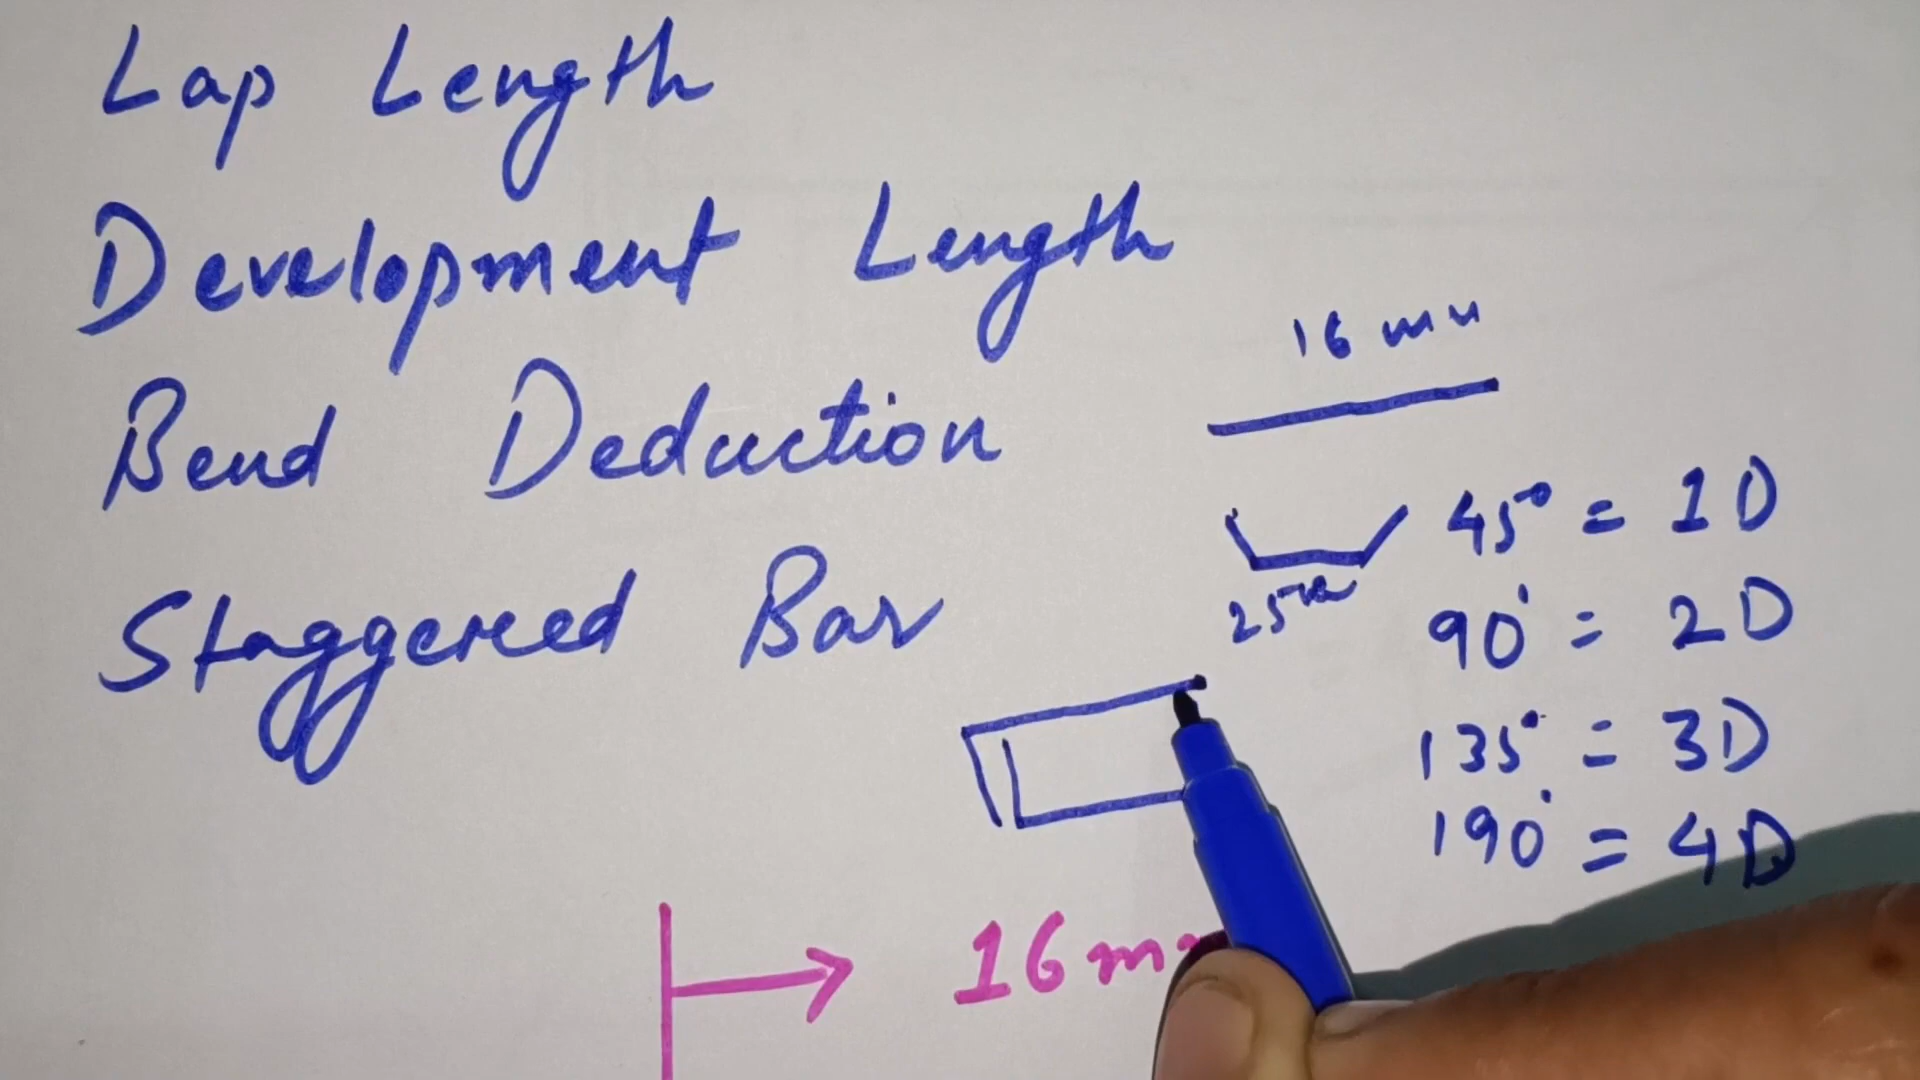 Lap Length
Development Length
Bend Deduction
Staggered Bar
16 mm
45° = 1D
25
90° = 2D
135° = 3D
190° = 4D
16 m